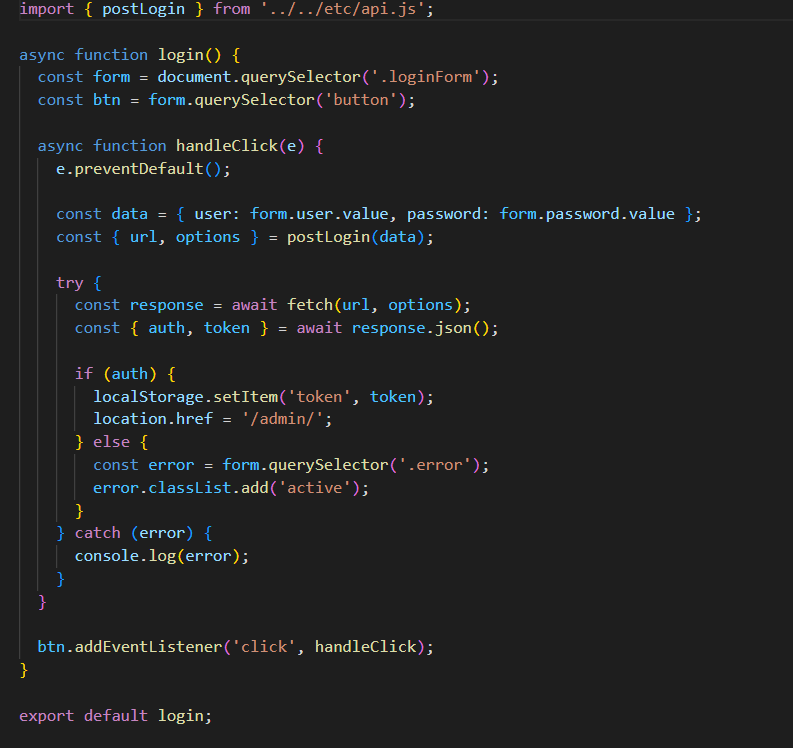 import { postLogin } from '../../etc/api.js';
async function login() {
const form = document.querySelector('.loginForm');
const btn = form.querySelector('button');
async function handleClick(e) {
e.preventDefault();
const data = { user: form.user.value, password: form.password.value };
const { url, options } = postLogin(data);
try {
const response = await fetch(url, options);
const { auth, token } = await response.json();
if (auth) {
localStorage.setItem('token', token);
location.href = '/admin/';
} else {
const error = form.querySelector('.error');
error.classList.add('active');
}
} catch (error) {
console.log(error);
}
}
btn.addEventListener('click', handleClick);
}
export default login;